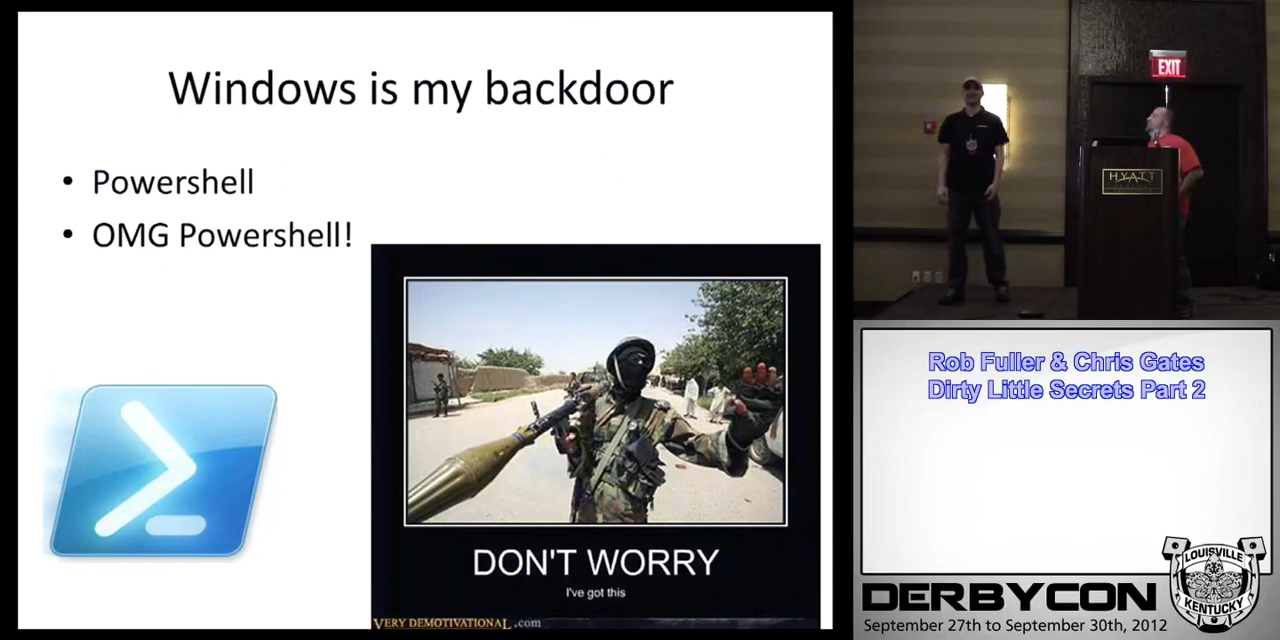 Windows is my backdoor
• Powershell
• OMG Powershell!
DON'T WORRY
I've got this
VERY DEMOTIVATIONAL .com
EXIT
HYATT
Rob Fuller & Chris Gates
Dirty Little Secrets Part 2
LOUISVILLE
KENTUCKY
DERBYCON
September 27th to September 30th, 2012